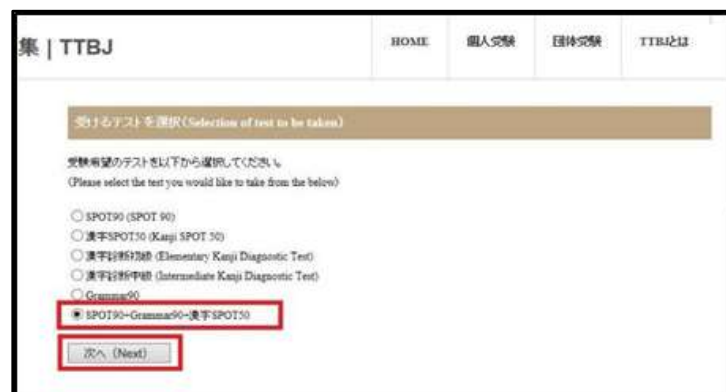 集 | TTBJ
HOME 個人受験 団体受験 TTBJとは
受けるテストを選択(Selection of test to be taken)
受験希望のテストを以下から選択してください。
(Please select the test you would like to take from the below)
SPOT90 (SPOT 90)
漢字SPOT50 (Kanji SPOT 50)
漢字診断初級 (Elementary Kanji Diagnostic Test)
漢字診断中級 (Intermediate Kanji Diagnostic Test)
Grammar90
SPOT90-Grammar90-漢字SPOT50
次へ (Next)